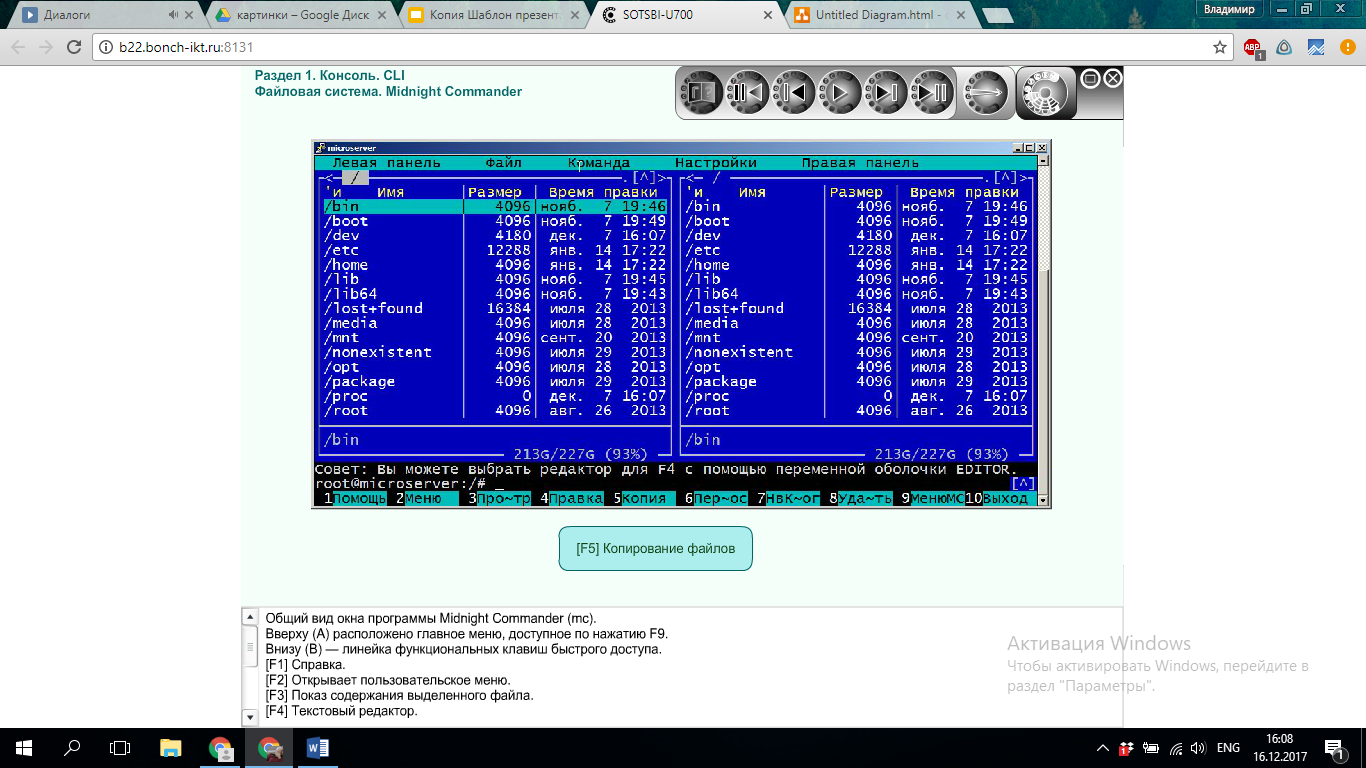 Диалоги
картинки – Google Диск
Копия Шаблон презент
SOTSBI-U700
Untitled Diagram.html -
Владимир
b22.bonch-ikt.ru:8131
ABP
1
Раздел 1. Консоль. CLI
Файловая система. Midnight Commander
microserver
Левая панель Файл Команда Настройки Правая панель
<— / .[^]> <— / .[^]>
'и Имя |Размер | Время правки 'и Имя |Размер | Время правки
/bin | 4096| нояб. 7 19:46 /bin | 4096| нояб. 7 19:46
/boot | 4096| нояб. 7 19:49 /boot | 4096| нояб. 7 19:49
/dev | 4180| дек. 7 16:07 /dev | 4180| дек. 7 16:07
/etc | 12288| янв. 14 17:22 /etc | 12288| янв. 14 17:22
/home | 4096| янв. 14 17:22 /home | 4096| янв. 14 17:22
/lib | 4096| нояб. 7 19:45 /lib | 4096| нояб. 7 19:45
/lib64 | 4096| нояб. 7 19:43 /lib64 | 4096| нояб. 7 19:43
/lost+found | 16384| июля 28 2013 /lost+found | 16384| июля 28 2013
/media | 4096| июля 28 2013 /media | 4096| июля 28 2013
/mnt | 4096| сент. 20 2013 /mnt | 4096| сент. 20 2013
/nonexistent | 4096| июля 29 2013 /nonexistent | 4096| июля 29 2013
/opt | 4096| июля 28 2013 /opt | 4096| июля 28 2013
/package | 4096| июля 29 2013 /package | 4096| июля 29 2013
/proc | 0| дек. 7 16:07 /proc | 0| дек. 7 16:07
/root | 4096| авг. 26 2013 /root | 4096| авг. 26 2013
/bin /bin
213G/227G (93%) 213G/227G (93%)
Совет: Вы можете выбрать редактор для F4 с помощью переменной оболочки EDITOR.
root@microserver:/# _ [^]
1Помощь 2Меню 3Про~тр 4Правка 5Копия 6Пер~ос 7НвК~ог 8Уда~ть 9МенюMC10Выход
[F5] Копирование файлов
Общий вид окна программы Midnight Commander (mc).
Вверху (A) расположено главное меню, доступное по нажатию F9.
Внизу (B) — линейка функциональных клавиш быстрого доступа.
[F1] Справка.
[F2] Открывает пользовательское меню.
[F3] Показ содержания выделенного файла.
[F4] Текстовый редактор.
Активация Windows
Чтобы активировать Windows, перейдите в
раздел "Параметры".
ENG
16:08
16.12.2017
1